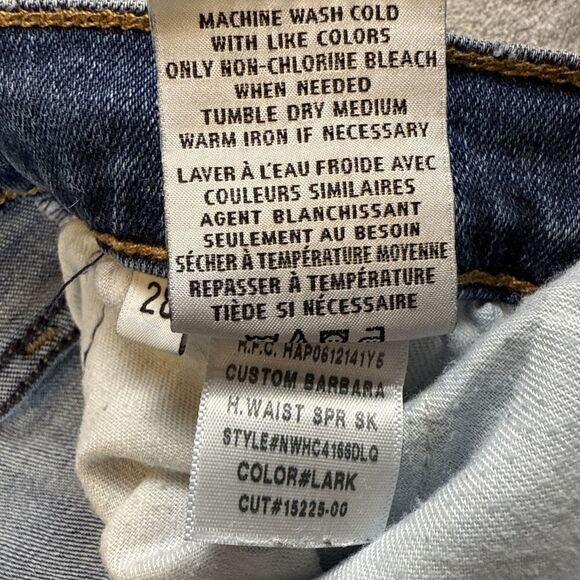 MACHINE WASH COLD
WITH LIKE COLORS
ONLY NON-CHLORINE BLEACH
WHEN NEEDED
TUMBLE DRY MEDIUM
WARM IRON IF NECESSARY
LAVER À L'EAU FROIDE AVEC
COULEURS SIMILAIRES
AGENT BLANCHISSANT
SEULEMENT AU BESOIN
SÉCHER À TEMPÉRATURE MOYENNE
REPASSER À TEMPÉRATURE
TIÈDE SI NÉCESSAIRE
28
H.P.C. HAP0612141Y5
CUSTOM BARBARA
H.WAIST SPR SK
STYLE#NWHC4166DLQ
COLOR#LARK
CUT#15225-00